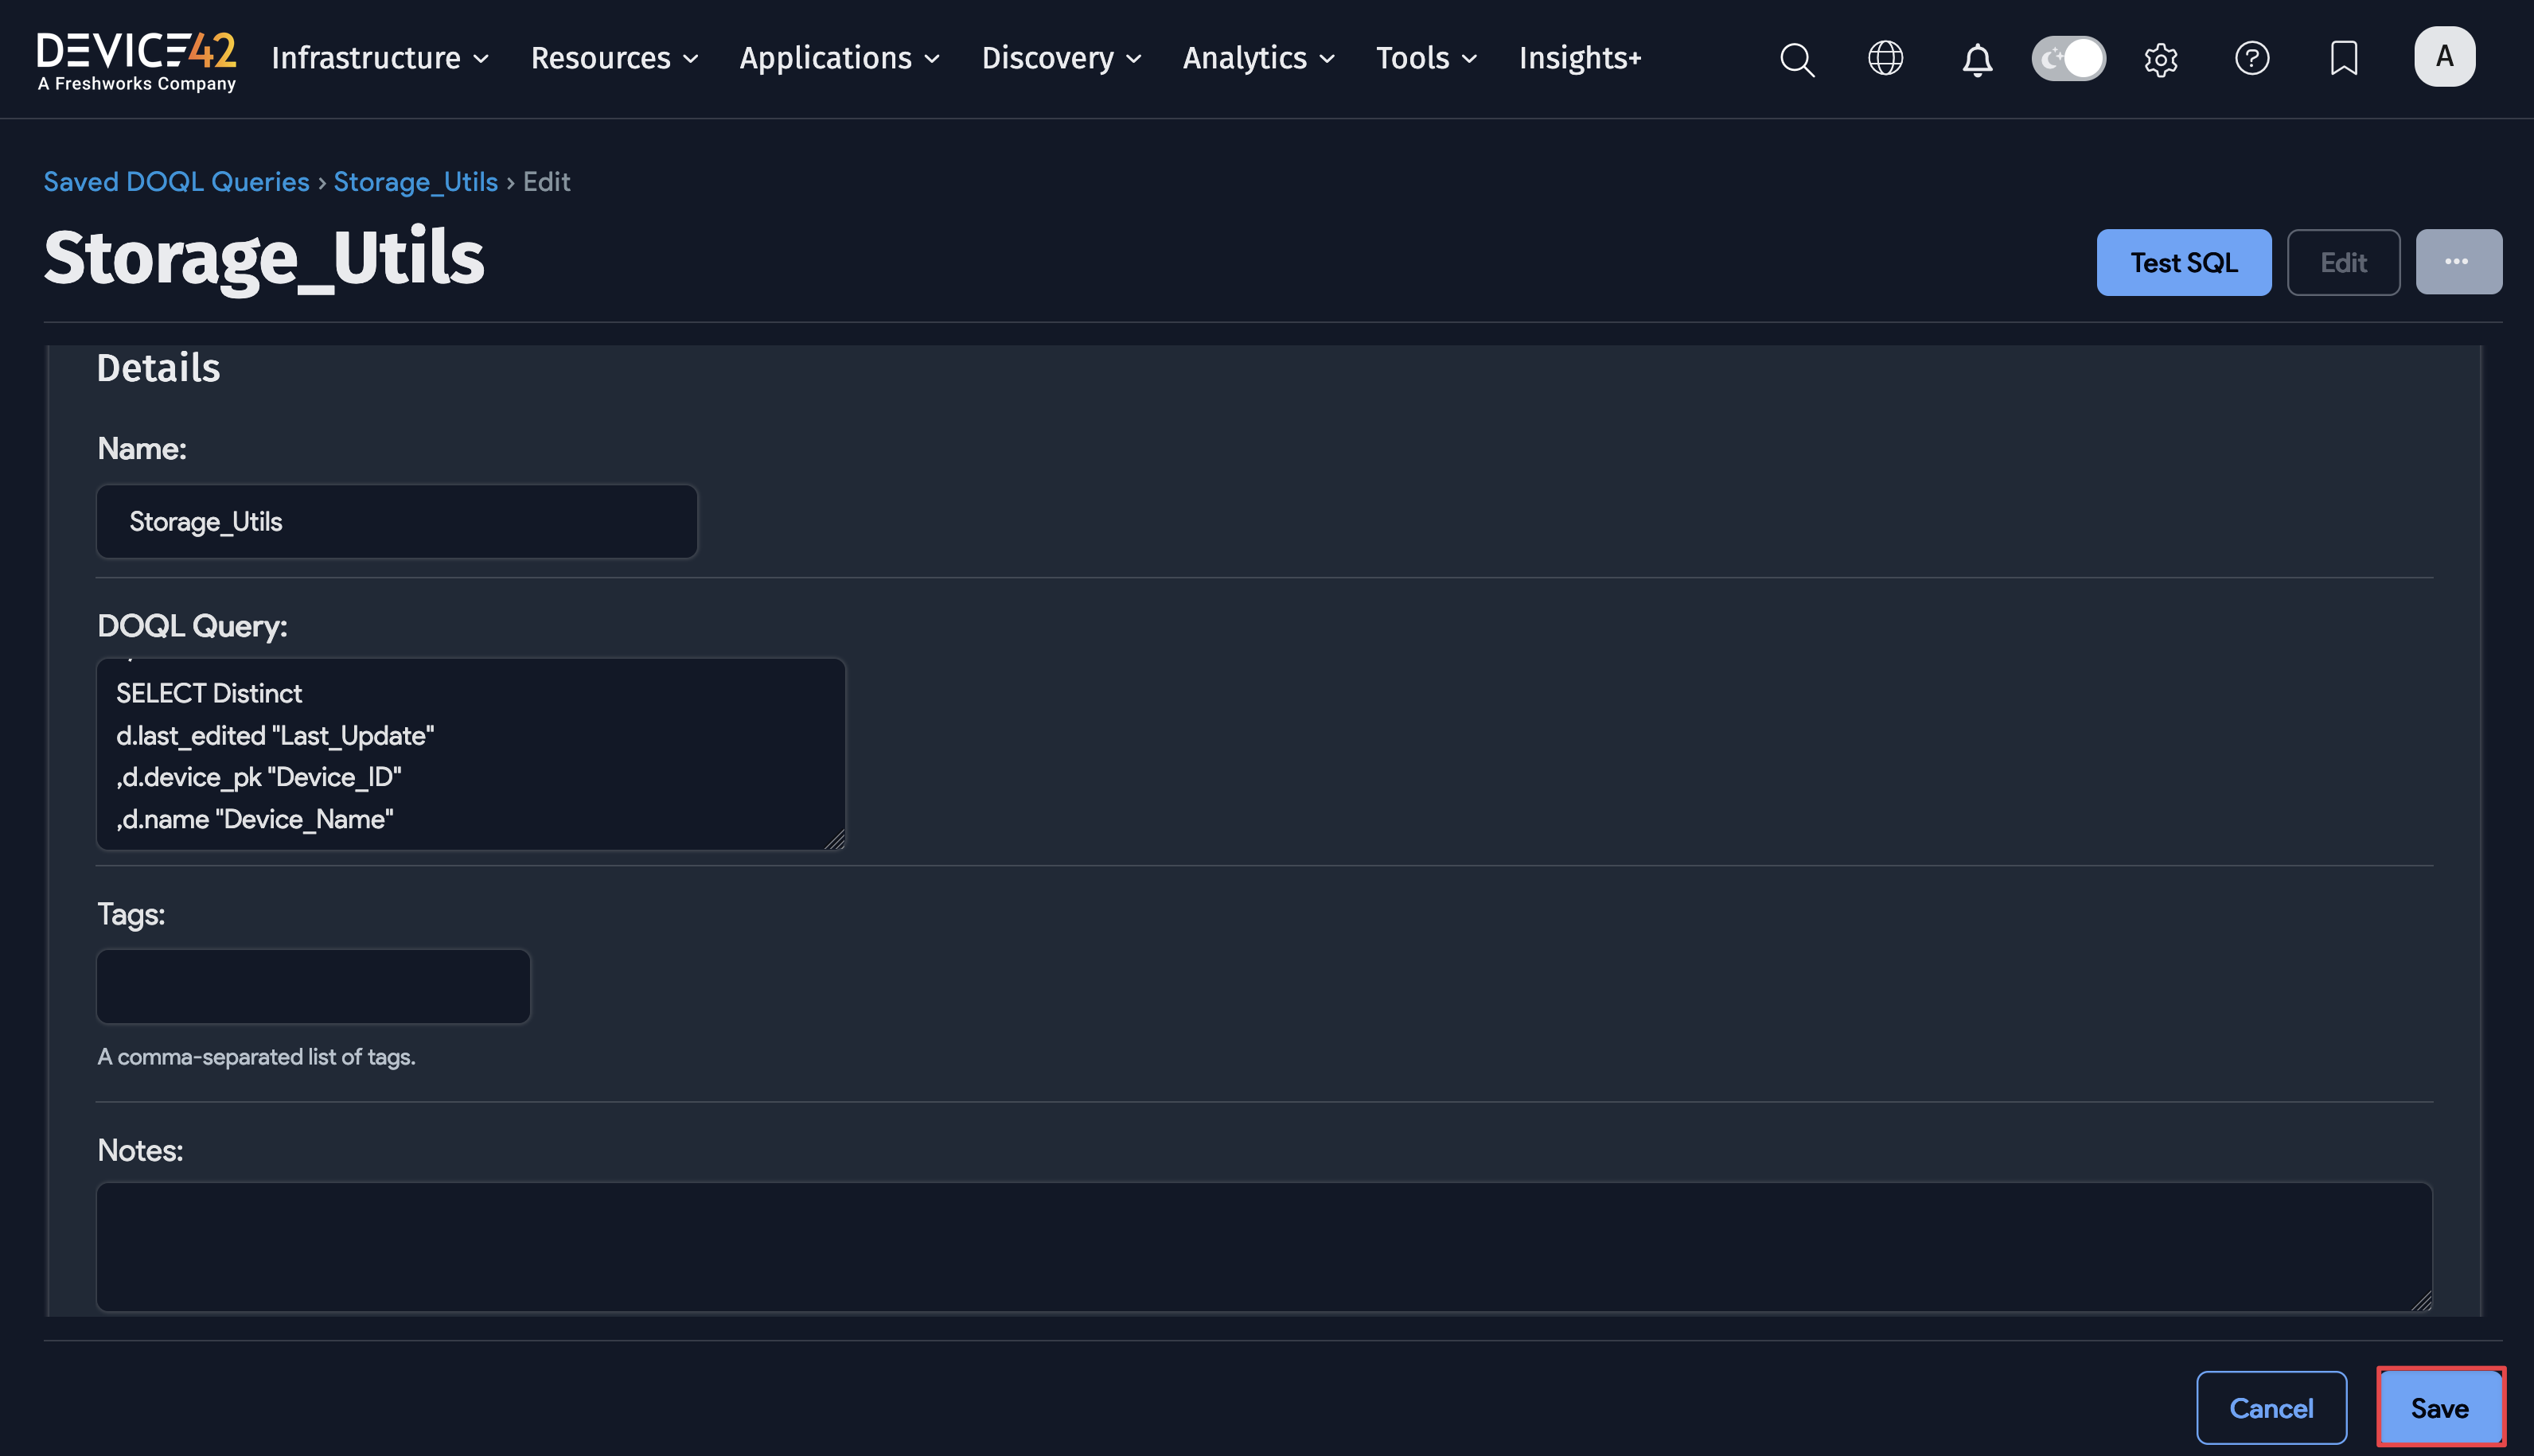 DEVICE42
A Freshworks Company
Infrastructure
Resources
Applications
Discovery
Analytics
Tools
Insights+
A
Saved DOQL Queries › Storage_Utils › Edit
Storage_Utils
Test SQL
Edit
Details
Name:
Storage_Utils
DOQL Query:
SELECT Distinct
d.last_edited "Last_Update"
,d.device_pk "Device_ID"
,d.name "Device_Name"
Tags:
A comma-separated list of tags.
Notes:
Cancel
Save